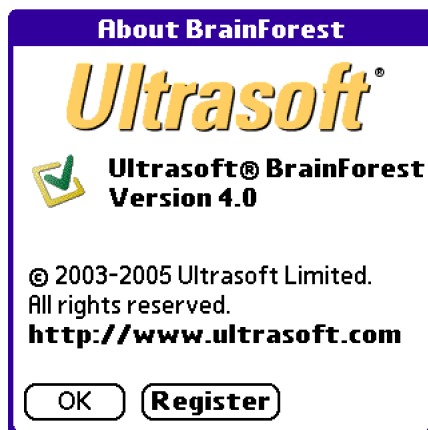 About BrainForest
Ultrasoft®
Ultrasoft® BrainForest
Version 4.0
© 2003-2005 Ultrasoft Limited.
All rights reserved.
http://www.ultrasoft.com
OK Register